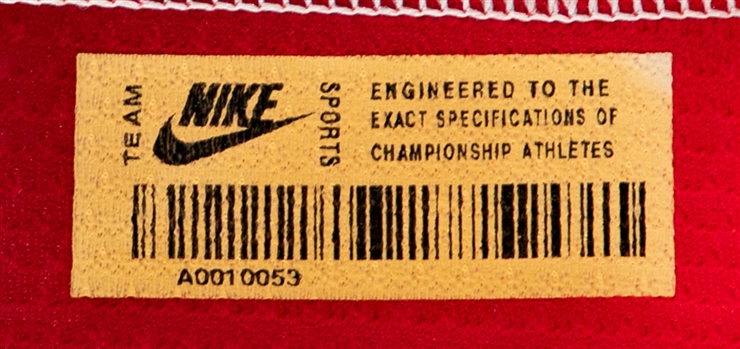 TEAM
NIKE
SPORTS
ENGINEERED TO THE
EXACT SPECIFICATIONS OF
CHAMPIONSHIP ATHLETES
A0010053